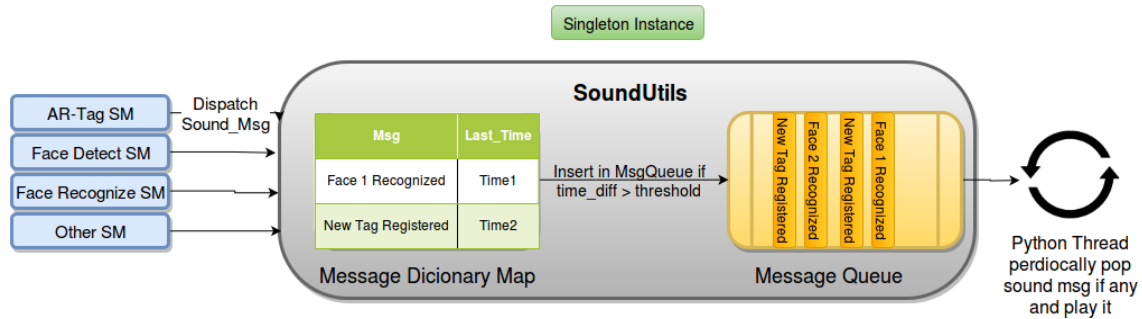 Singleton Instance
SoundUtils
AR-Tag SM
Face Detect SM
Face Recognize SM
Other SM
Dispatch
Sound_Msg
Msg
Last_Time
Face 1 Recognized
Time1
New Tag Registered
Time2
Message Dicionary Map
Insert in MsgQueue if
time_diff > threshold
New Tag Registered
Face 2 Recognized
New Tag Registered
Face 1 Recognized
Message Queue
Python Thread
perdiocally pop
sound msg if any
and play it